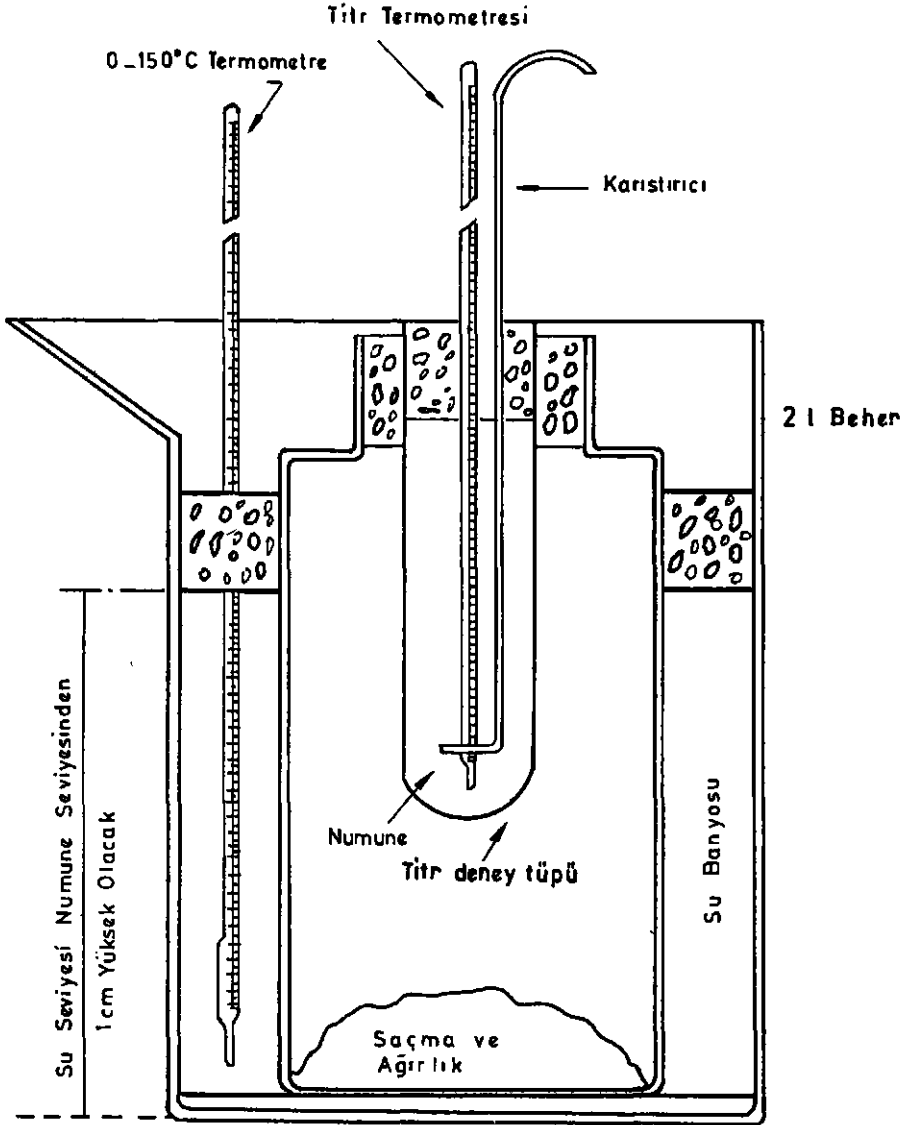 Titr Termometresi
0_150°C Termometre
Karıstırıcı
2 l Beher
Su Seviyesi Numune Seviyesinden
1cm Yüksek Olacak
Numune
Titr deney tüpü
Su Banyosu
Saçma ve
Ağırlık